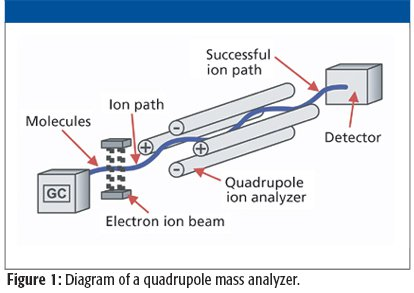 Successful
ion path
Ion path
Molecules
Detector
GC
Quadrupole
ion analyzer
Electron ion beam
Figure 1: Diagram of a quadrupole mass analyzer.